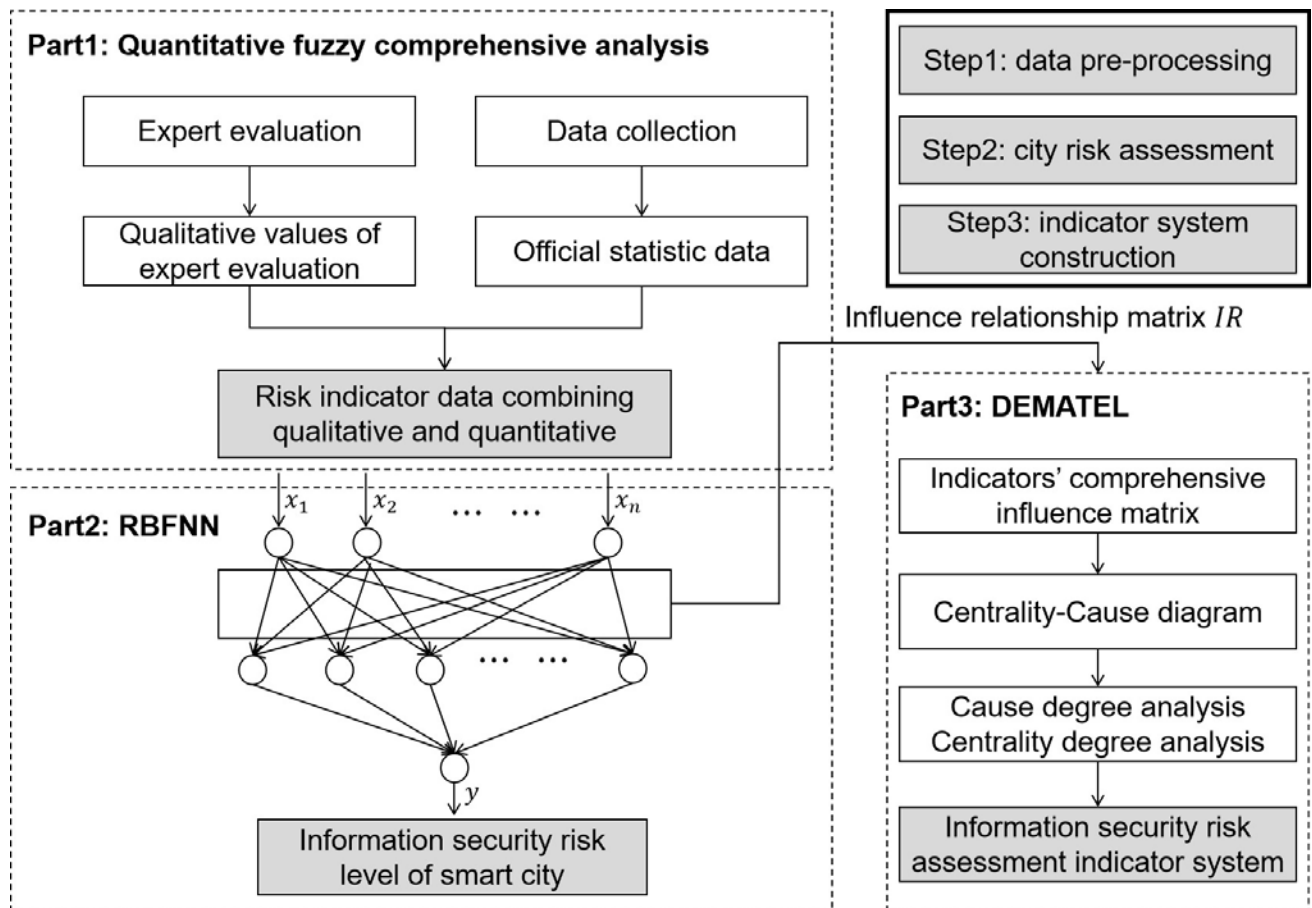 Part1: Quantitative fuzzy comprehensive analysis
Expert evaluation
Data collection
Qualitative values of
expert evaluation
Official statistic data
Risk indicator data combining
qualitative and quantitative
Step1: data pre-processing
Step2: city risk assessment
Step3: indicator system
construction
Influence relationship matrix IR
Part2: RBFNN
x₁ x₂ … … xₙ
… …
y
Information security risk
level of smart city
Part3: DEMATEL
Indicators’ comprehensive
influence matrix
Centrality-Cause diagram
Cause degree analysis
Centrality degree analysis
Information security risk
assessment indicator system